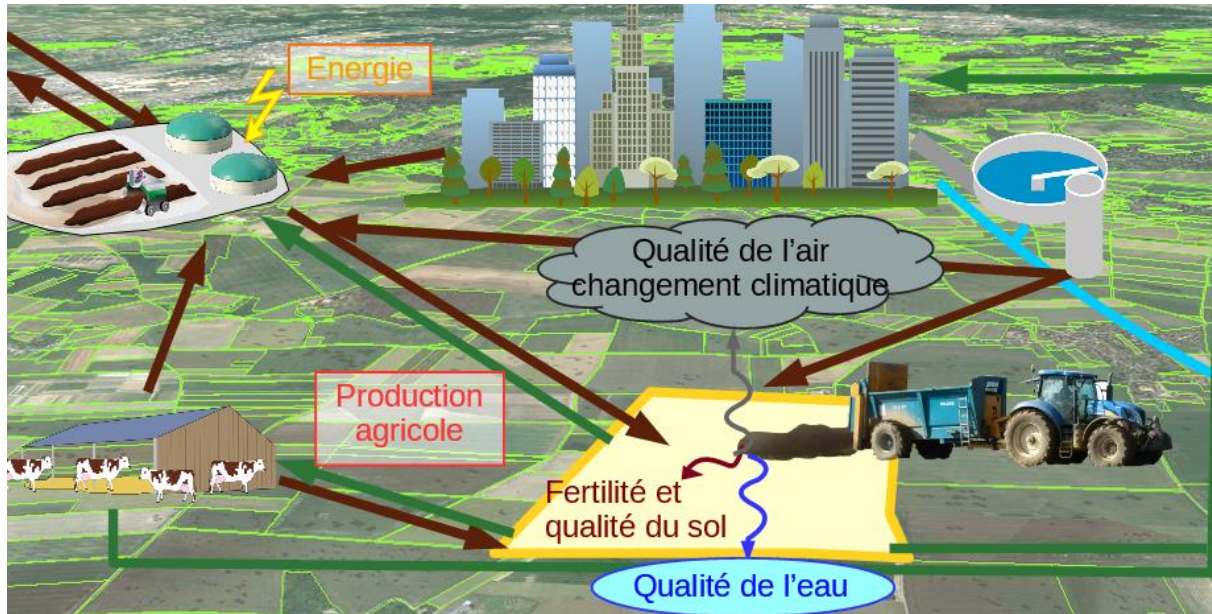 Energie
Qualité de l’air
changement climatique
Production
agricole
Fertilité et
qualité du sol
Qualité de l’eau